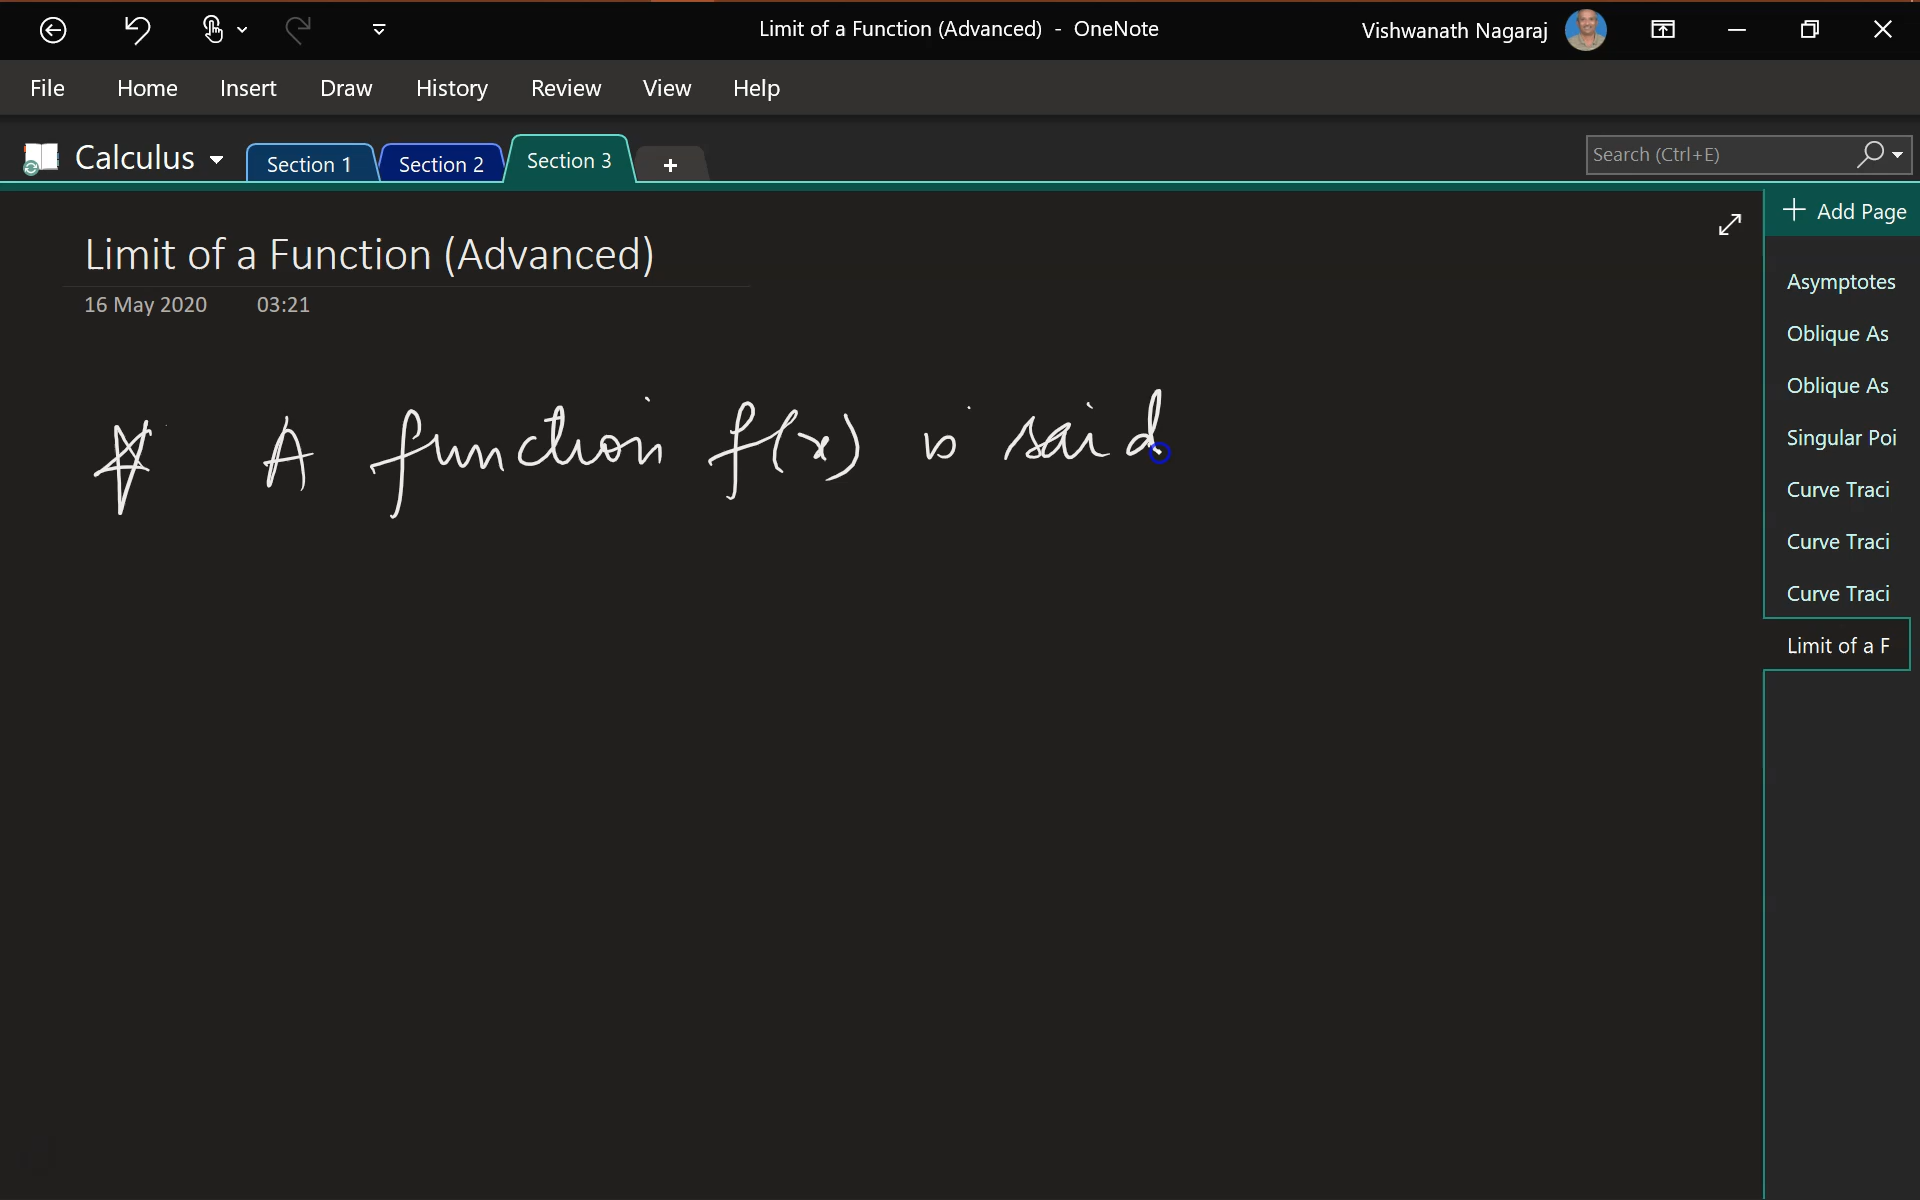 Limit of a Function (Advanced) - OneNote
Vishwanath Nagaraj
File Home Insert Draw History Review View Help
Calculus Section 1 Section 2 Section 3 +
Search (Ctrl+E)
Add Page
Limit of a Function (Advanced)
16 May 2020 03:21
A function f(x) is said
Asymptotes
Oblique As
Oblique As
Singular Poi
Curve Traci
Curve Traci
Curve Traci
Limit of a F